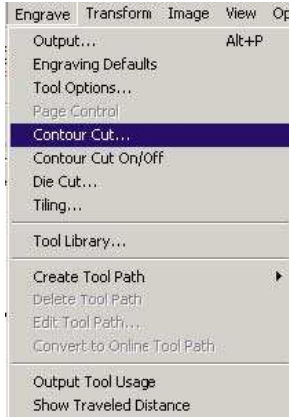 Engrave Transform Image View Op
Output... Alt+P
Engraving Defaults
Tool Options...
Page Control
Contour Cut...
Contour Cut On/Off
Die Cut...
Tiling...
Tool Library...
Create Tool Path
Delete Tool Path
Edit Tool Path...
Convert to Online Tool Path
Output Tool Usage
Show Traveled Distance